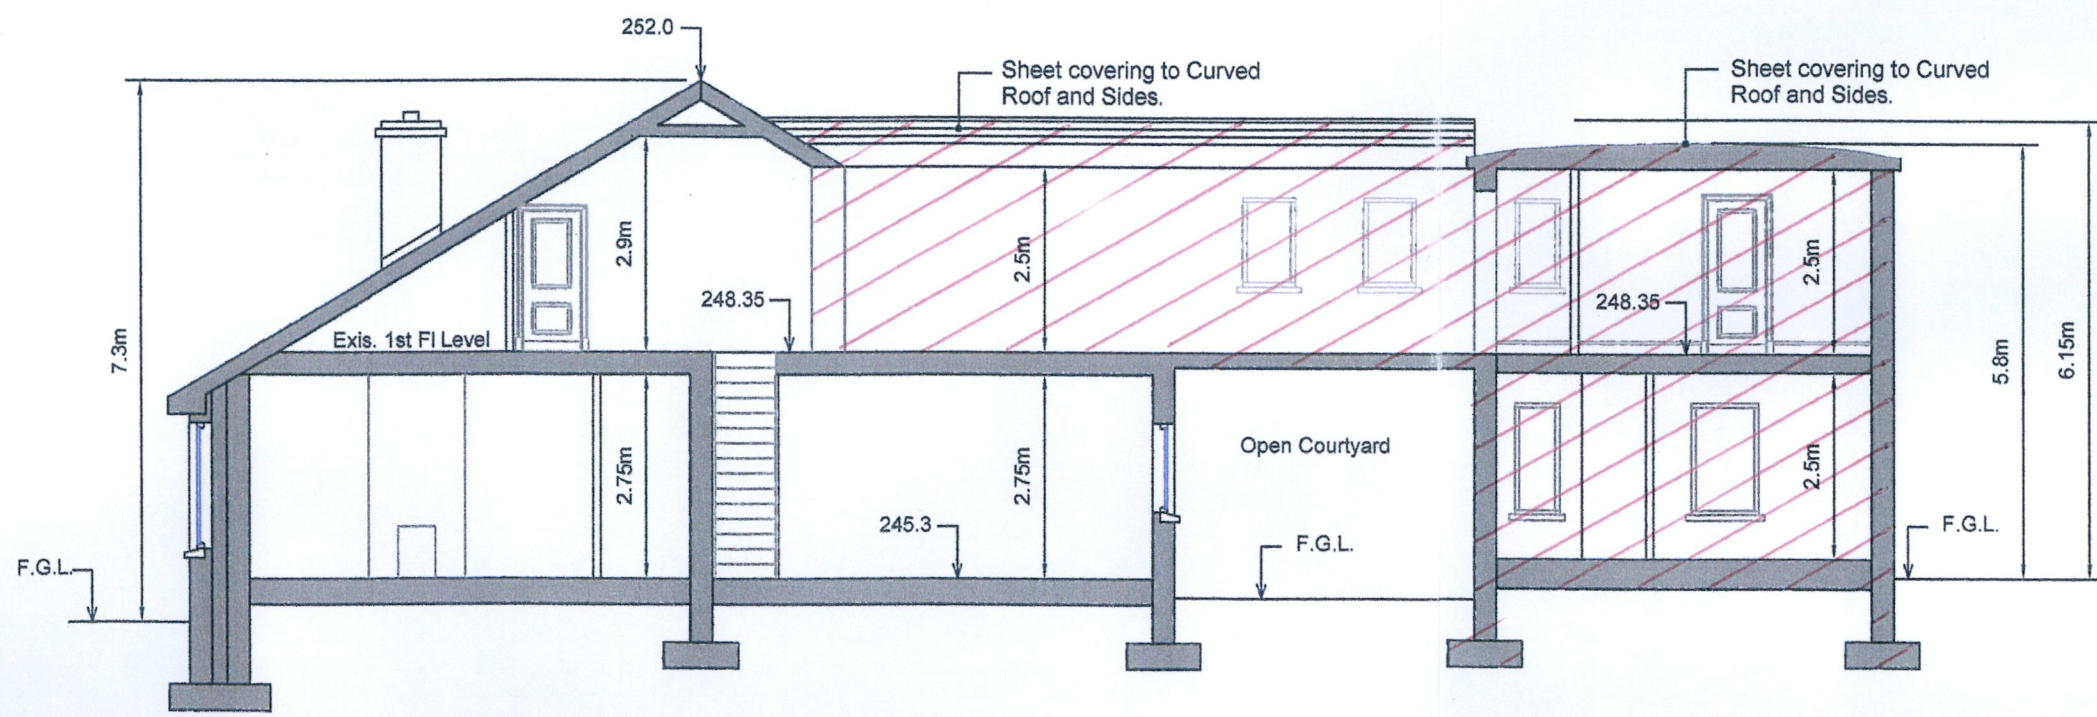 252.0
Sheet covering to Curved
Roof and Sides.
Sheet covering to Curved
Roof and Sides.
7.3m
2.9m
248.35
2.5m
248.35
2.5m
5.8m
6.15m
Exis. 1st Fl Level
2.75m
2.75m
245.3
Open Courtyard
2.5m
F.G.L.
F.G.L.
F.G.L.